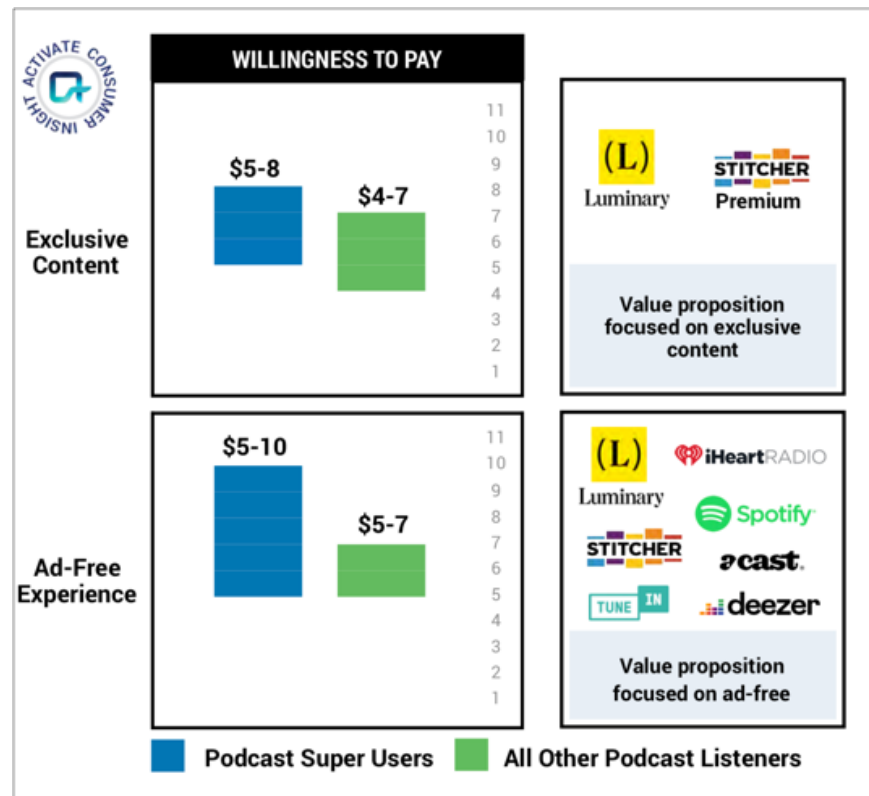 ACTIVATE CONSUMER INSIGHT
WILLINGNESS TO PAY
Exclusive
Content
$5-8
$4-7
11
10
9
8
7
6
5
4
3
2
1
(L)
Luminary
STITCHER
Premium
Value proposition
focused on exclusive
content
Ad-Free
Experience
$5-10
$5-7
11
10
9
8
7
6
5
4
3
2
1
(L)
Luminary
iHeartRADIO
Spotify
STITCHER
acast
TUNE IN
deezer
Value proposition
focused on ad-free
Podcast Super Users
All Other Podcast Listeners